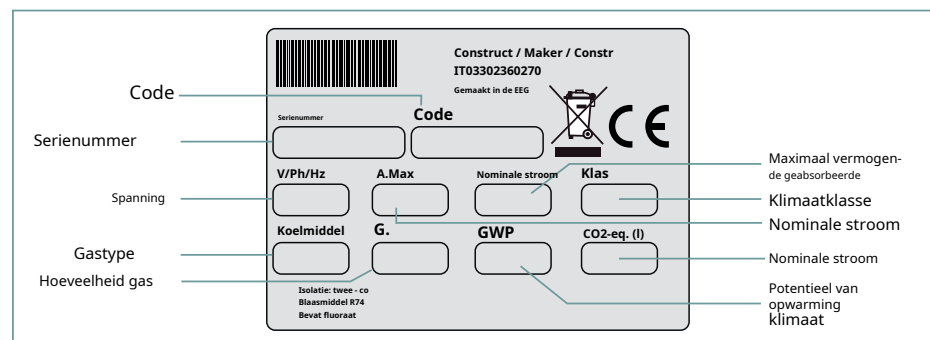 Construct / Maker / Constr
IT03302360270
Gemaakt in de EEG
Code
Serienummer
Code
Serienummer
Maximaal vermogen-
de geabsorbeerde
V/Ph/Hz
A.Max
Nominale stroom
Klas
Spanning
Klimaatklasse
Nominale stroom
Koelmiddel
G.
GWP
CO2-eq. (l)
Gastype
Nominale stroom
Hoeveelheid gas
Isolatie: twee - co
Blaasmiddel R74
Bevat fluoraat
Potentieel van
opwarming
klimaat
CE